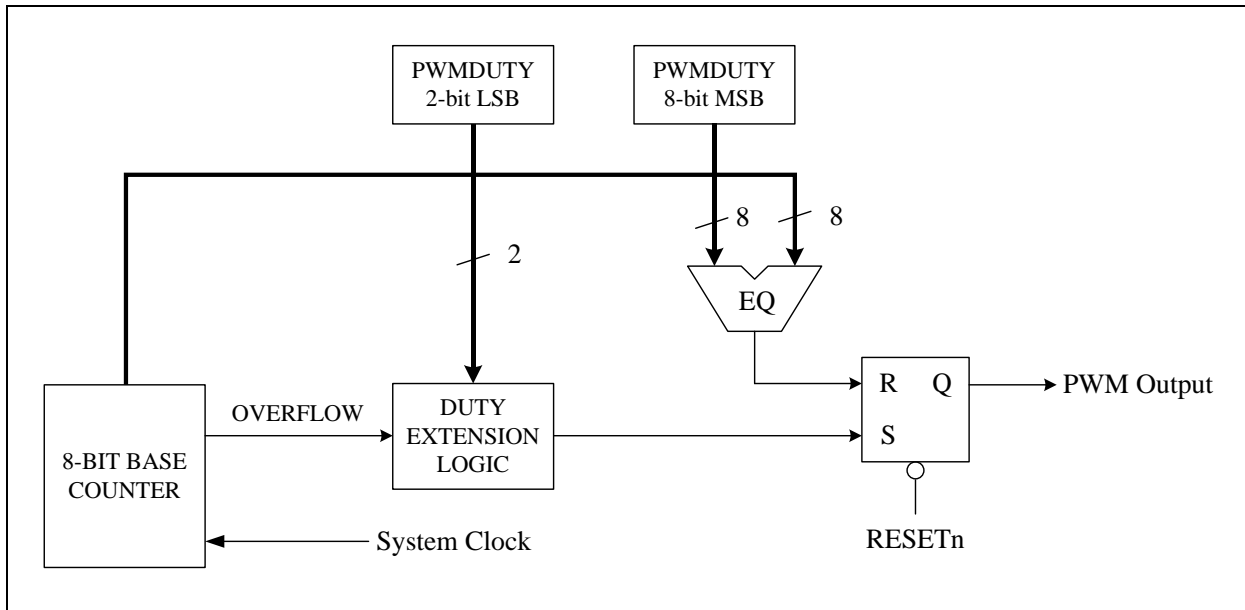 PWMDUTY
2-bit LSB
PWMDUTY
8-bit MSB
8
8
2
EQ
OVERFLOW
DUTY
EXTENSION
LOGIC
R Q
S
PWM Output
8-BIT BASE
COUNTER
System Clock
RESETn